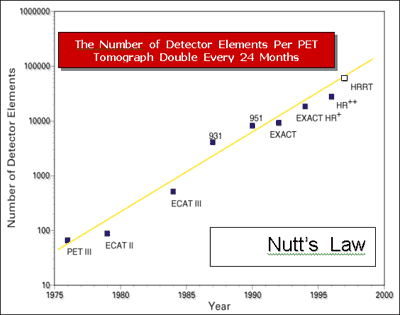 1000000
The Number of Detector Elements Per PET
Tomograph Double Every 24 Months
100000
HRRT
HR++
951
931
EXACT HR+
10000
EXACT
Number of Detector Elements
1000
ECAT III
100
PET III
ECAT II
Nutt's Law
10
1975
1980
1985
1990
1995
2000
Year